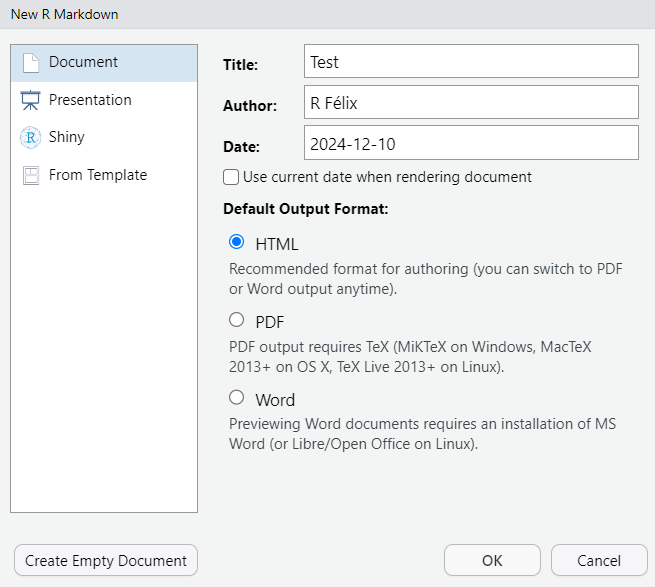 New R Markdown
Document
Presentation
R
Shiny
From Template
Title:
Test
Author:
R Félix
Date:
2024-12-10
Use current date when rendering document
Default Output Format:
HTML
Recommended format for authoring (you can switch to PDF
or Word output anytime).
PDF
PDF output requires TeX (MiKTeX on Windows, MacTeX
2013+ on OS X, TeX Live 2013+ on Linux).
Word
Previewing Word documents requires an installation of MS
Word (or Libre/Open Office on Linux).
Create Empty Document
OK
Cancel